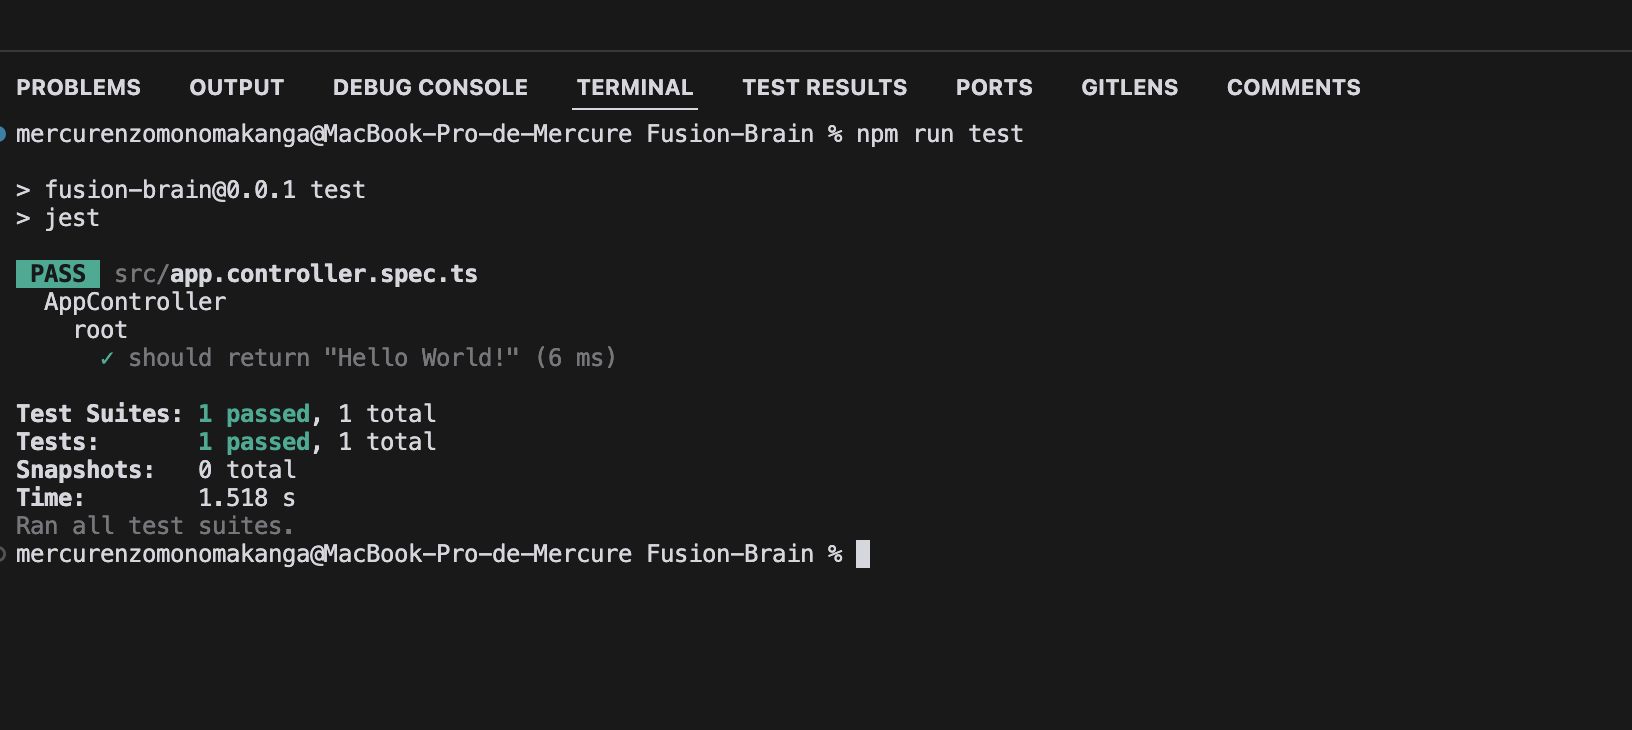 PROBLEMS OUTPUT DEBUG CONSOLE TERMINAL TEST RESULTS PORTS GITLENS COMMENTS
mercurenzomonomakanga@MacBook-Pro-de-Mercure Fusion-Brain % npm run test
> fusion-brain@0.0.1 test
> jest
PASS src/app.controller.spec.ts
AppController
root
✓ should return "Hello World!" (6 ms)
Test Suites: 1 passed, 1 total
Tests: 1 passed, 1 total
Snapshots: 0 total
Time: 1.518 s
Ran all test suites.
mercurenzomonomakanga@MacBook-Pro-de-Mercure Fusion-Brain %